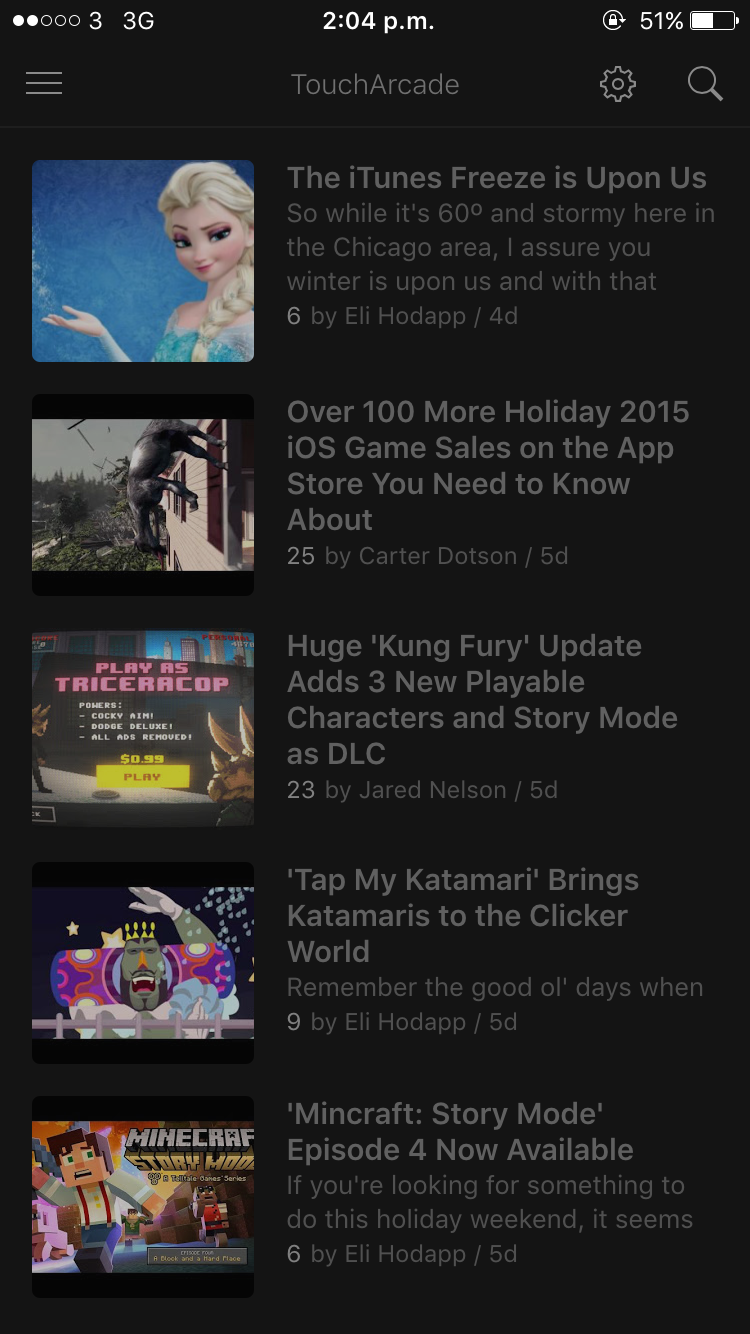 3 3G 2:04 p.m. 51%
TouchArcade
The iTunes Freeze is Upon Us
So while it's 60º and stormy here in
the Chicago area, I assure you
winter is upon us and with that
6 by Eli Hodapp / 4d
Over 100 More Holiday 2015
iOS Game Sales on the App
Store You Need to Know
About
25 by Carter Dotson / 5d
PLAY AS
TRICERACOP
POWERS:
- COCKY AIM!
- DODGE DELUXE!
- ALL ADS REMOVED!
$0.99
PLAY
Huge 'Kung Fury' Update
Adds 3 New Playable
Characters and Story Mode
as DLC
23 by Jared Nelson / 5d
'Tap My Katamari' Brings
Katamaris to the Clicker
World
Remember the good ol' days when
9 by Eli Hodapp / 5d
MINECRAF
STORY MOD
A Telltale Games Series
EPISODE FOUR
A Block and a Hard Place
'Mincraft: Story Mode'
Episode 4 Now Available
If you're looking for something to
do this holiday weekend, it seems
6 by Eli Hodapp / 5d